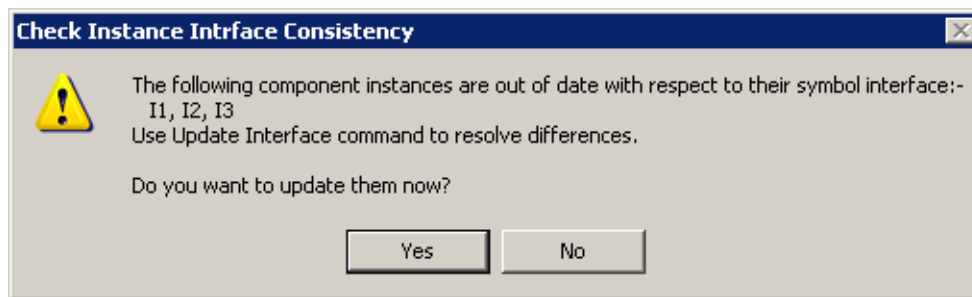 Check Instance Intrface Consistency
The following component instances are out of date with respect to their symbol interface:-
I1, I2, I3
Use Update Interface command to resolve differences.
Do you want to update them now?
Yes
No